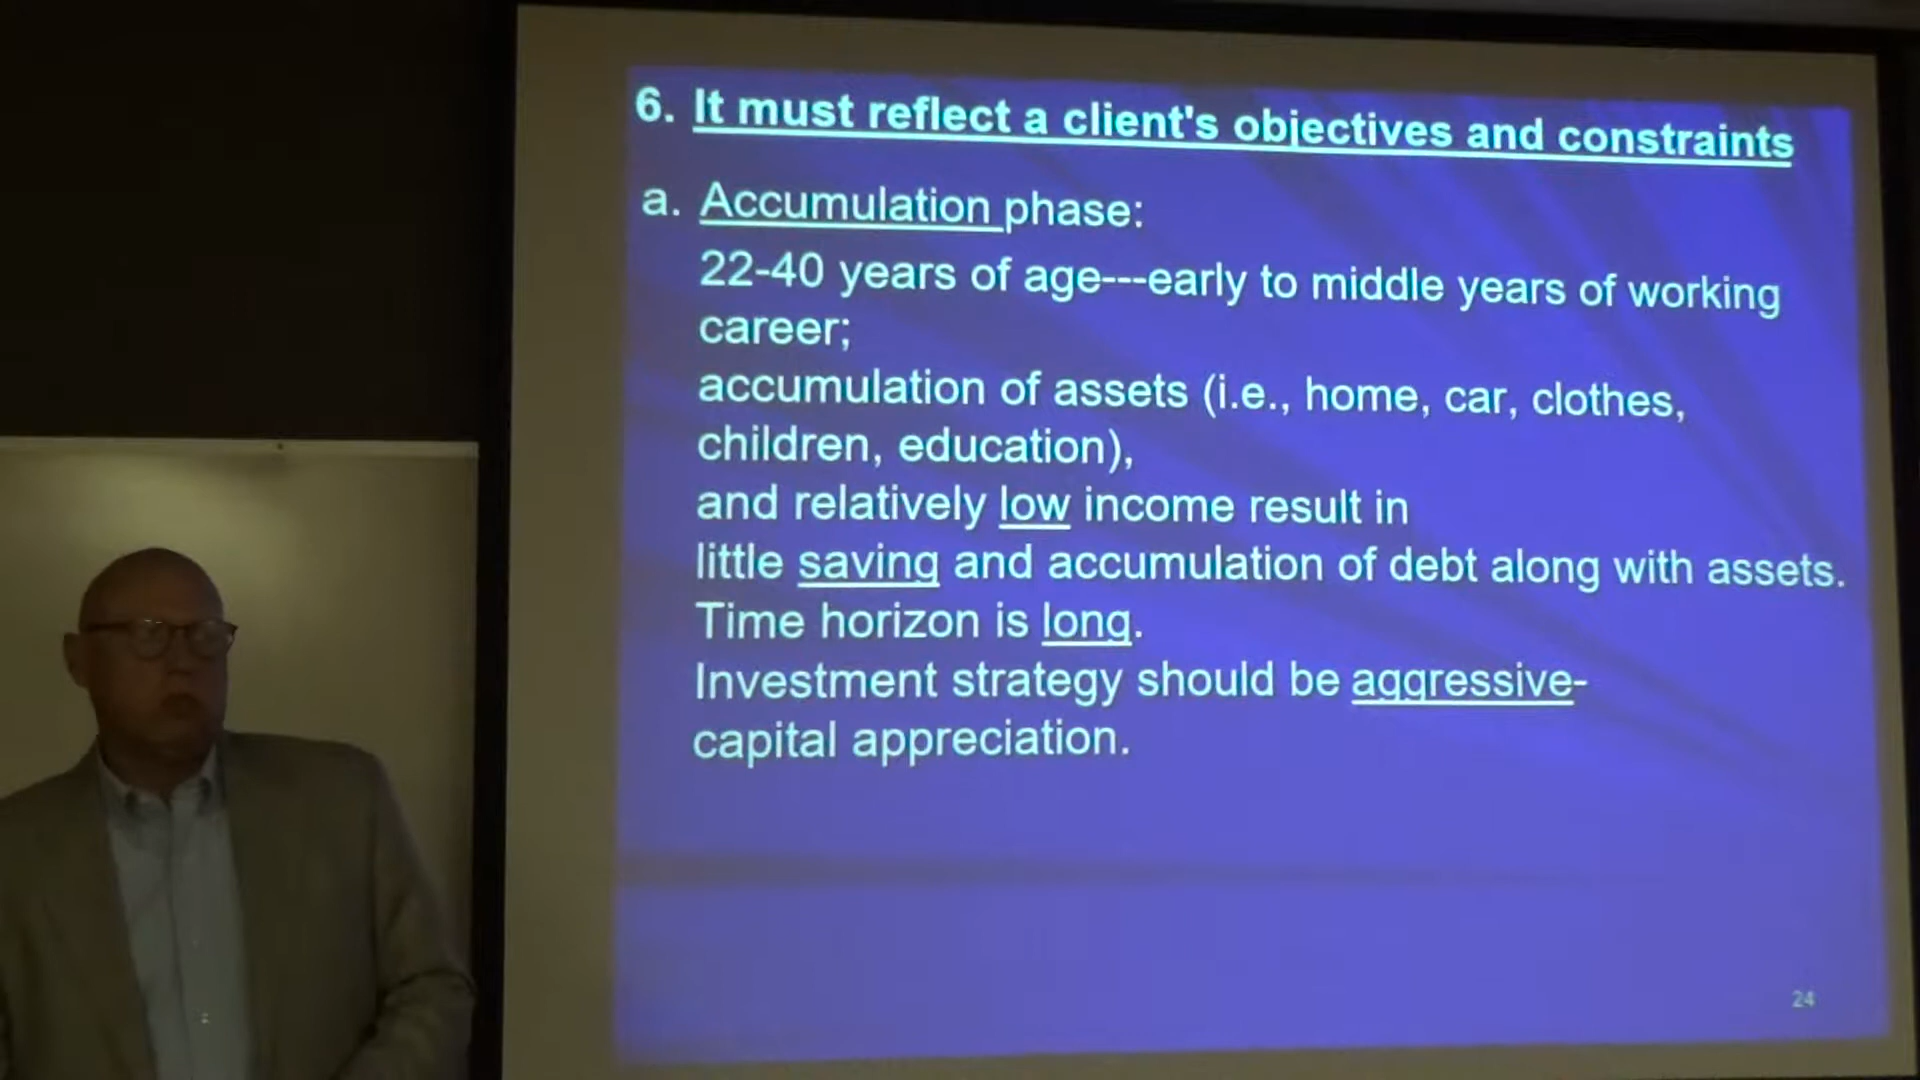 6. It must reflect a client's objectives and constraints
a. Accumulation phase:
22-40 years of age---early to middle years of working
career;
accumulation of assets (i.e., home, car, clothes,
children, education),
and relatively low income result in
little saving and accumulation of debt along with assets.
Time horizon is long.
Investment strategy should be aggressive-
capital appreciation.
24